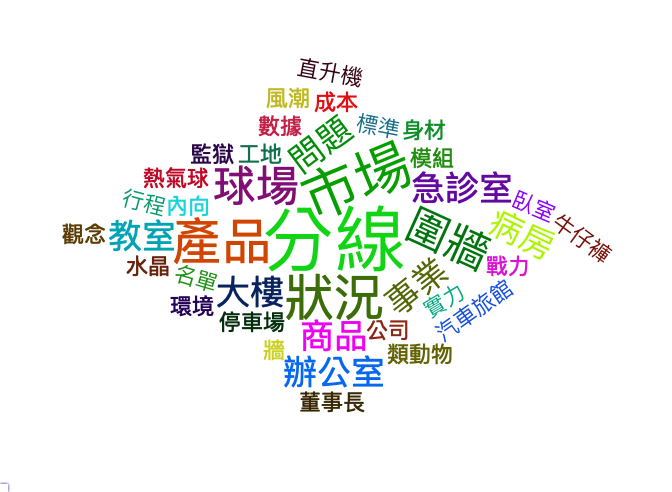 直升機
風潮
成本
數據
問題
標準
身材
監獄
工地
市場
模組
熱氣球
球場
急診室
行程
內向
臥室
觀念
教室
產品
分線
圍牆
病房
牛仔褲
水晶
名單
狀況
事業
戰力
環境
大樓
實力
汽車旅館
停車場
商品
公司
牆
辦公室
類動物
董事長